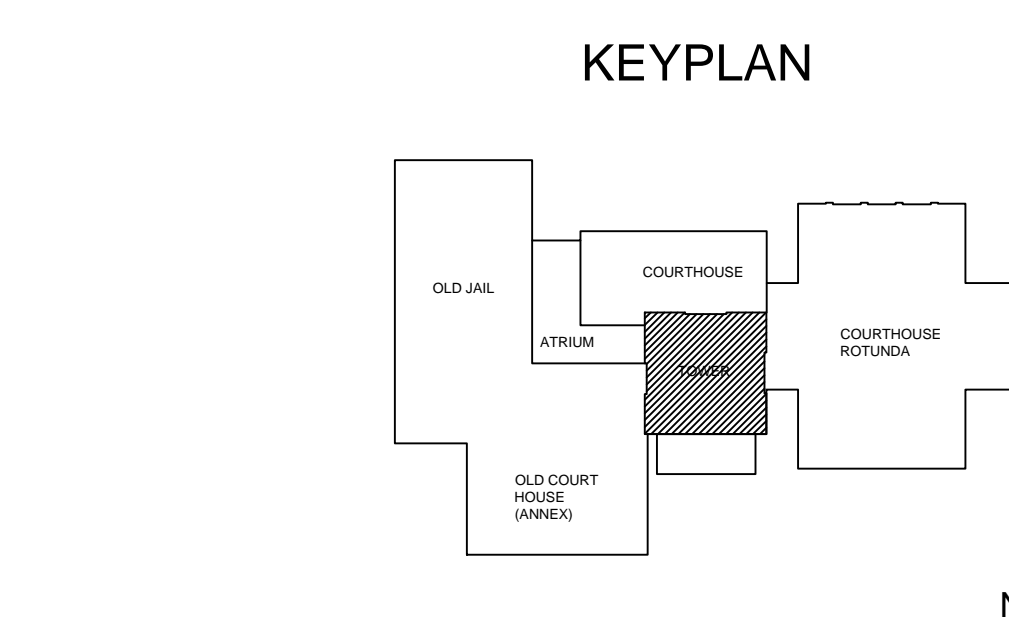 KEYPLAN
COURTHOUSE
OLD JAIL
ATRIUM
COURTHOUSE
ROTUNDA
TOWER
OLD COURT
HOUSE
(ANNEX)